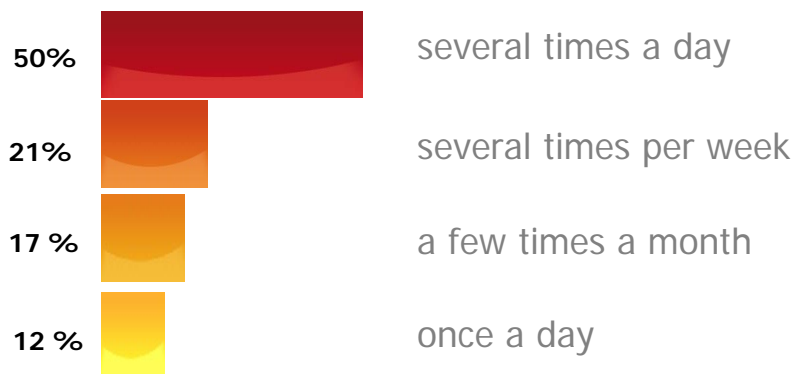 50% several times a day
21% several times per week
17 % a few times a month
12 % once a day